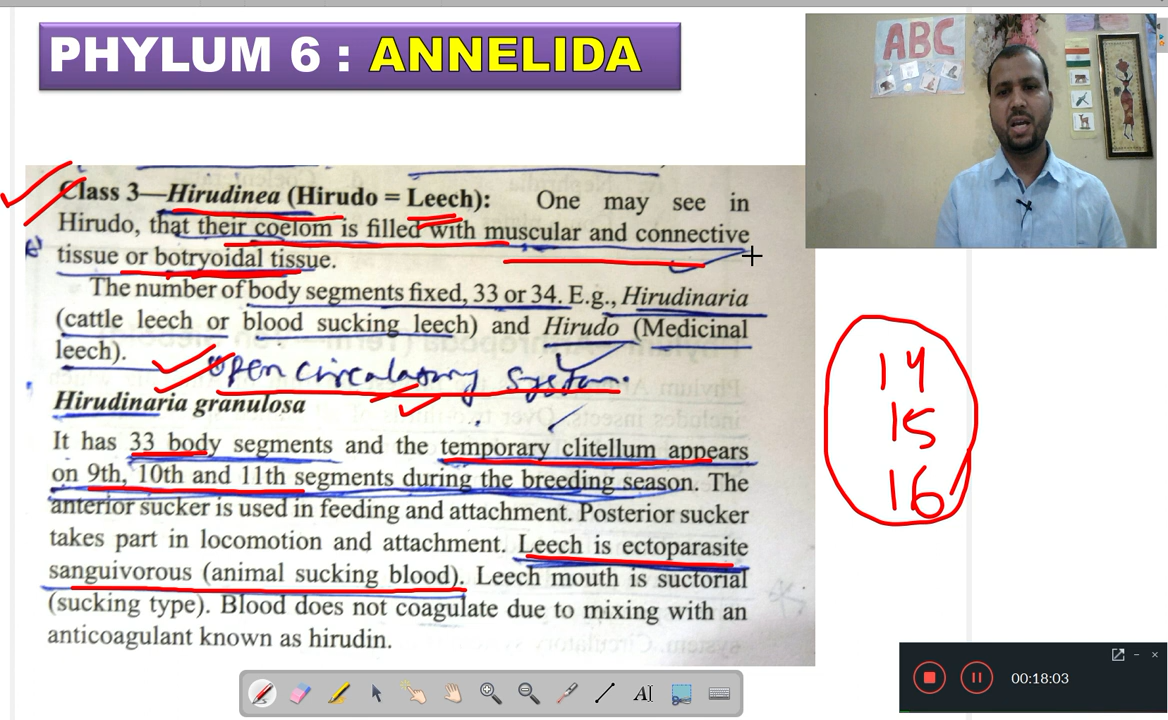 PHYLUM 6 : ANNELIDA
ABC
Class 3—Hirudinea (Hirudo = Leech): One may see in
Hirudo, that their coelom is filled with muscular and connective
tissue or botryoidal tissue.
The number of body segments fixed, 33 or 34. E.g., Hirudinaria
(cattle leech or blood sucking leech) and Hirudo (Medicinal
leech).
Open circulatory system.
Hirudinaria granulosa
It has 33 body segments and the temporary clitellum appears
on 9th, 10th and 11th segments during the breeding season. The
anterior sucker is used in feeding and attachment. Posterior sucker
takes part in locomotion and attachment. Leech is ectoparasite
sanguivorous (animal sucking blood). Leech mouth is suctorial
(sucking type). Blood does not coagulate due to mixing with an
anticoagulant known as hirudin.
14
15
16
AI
00:18:03